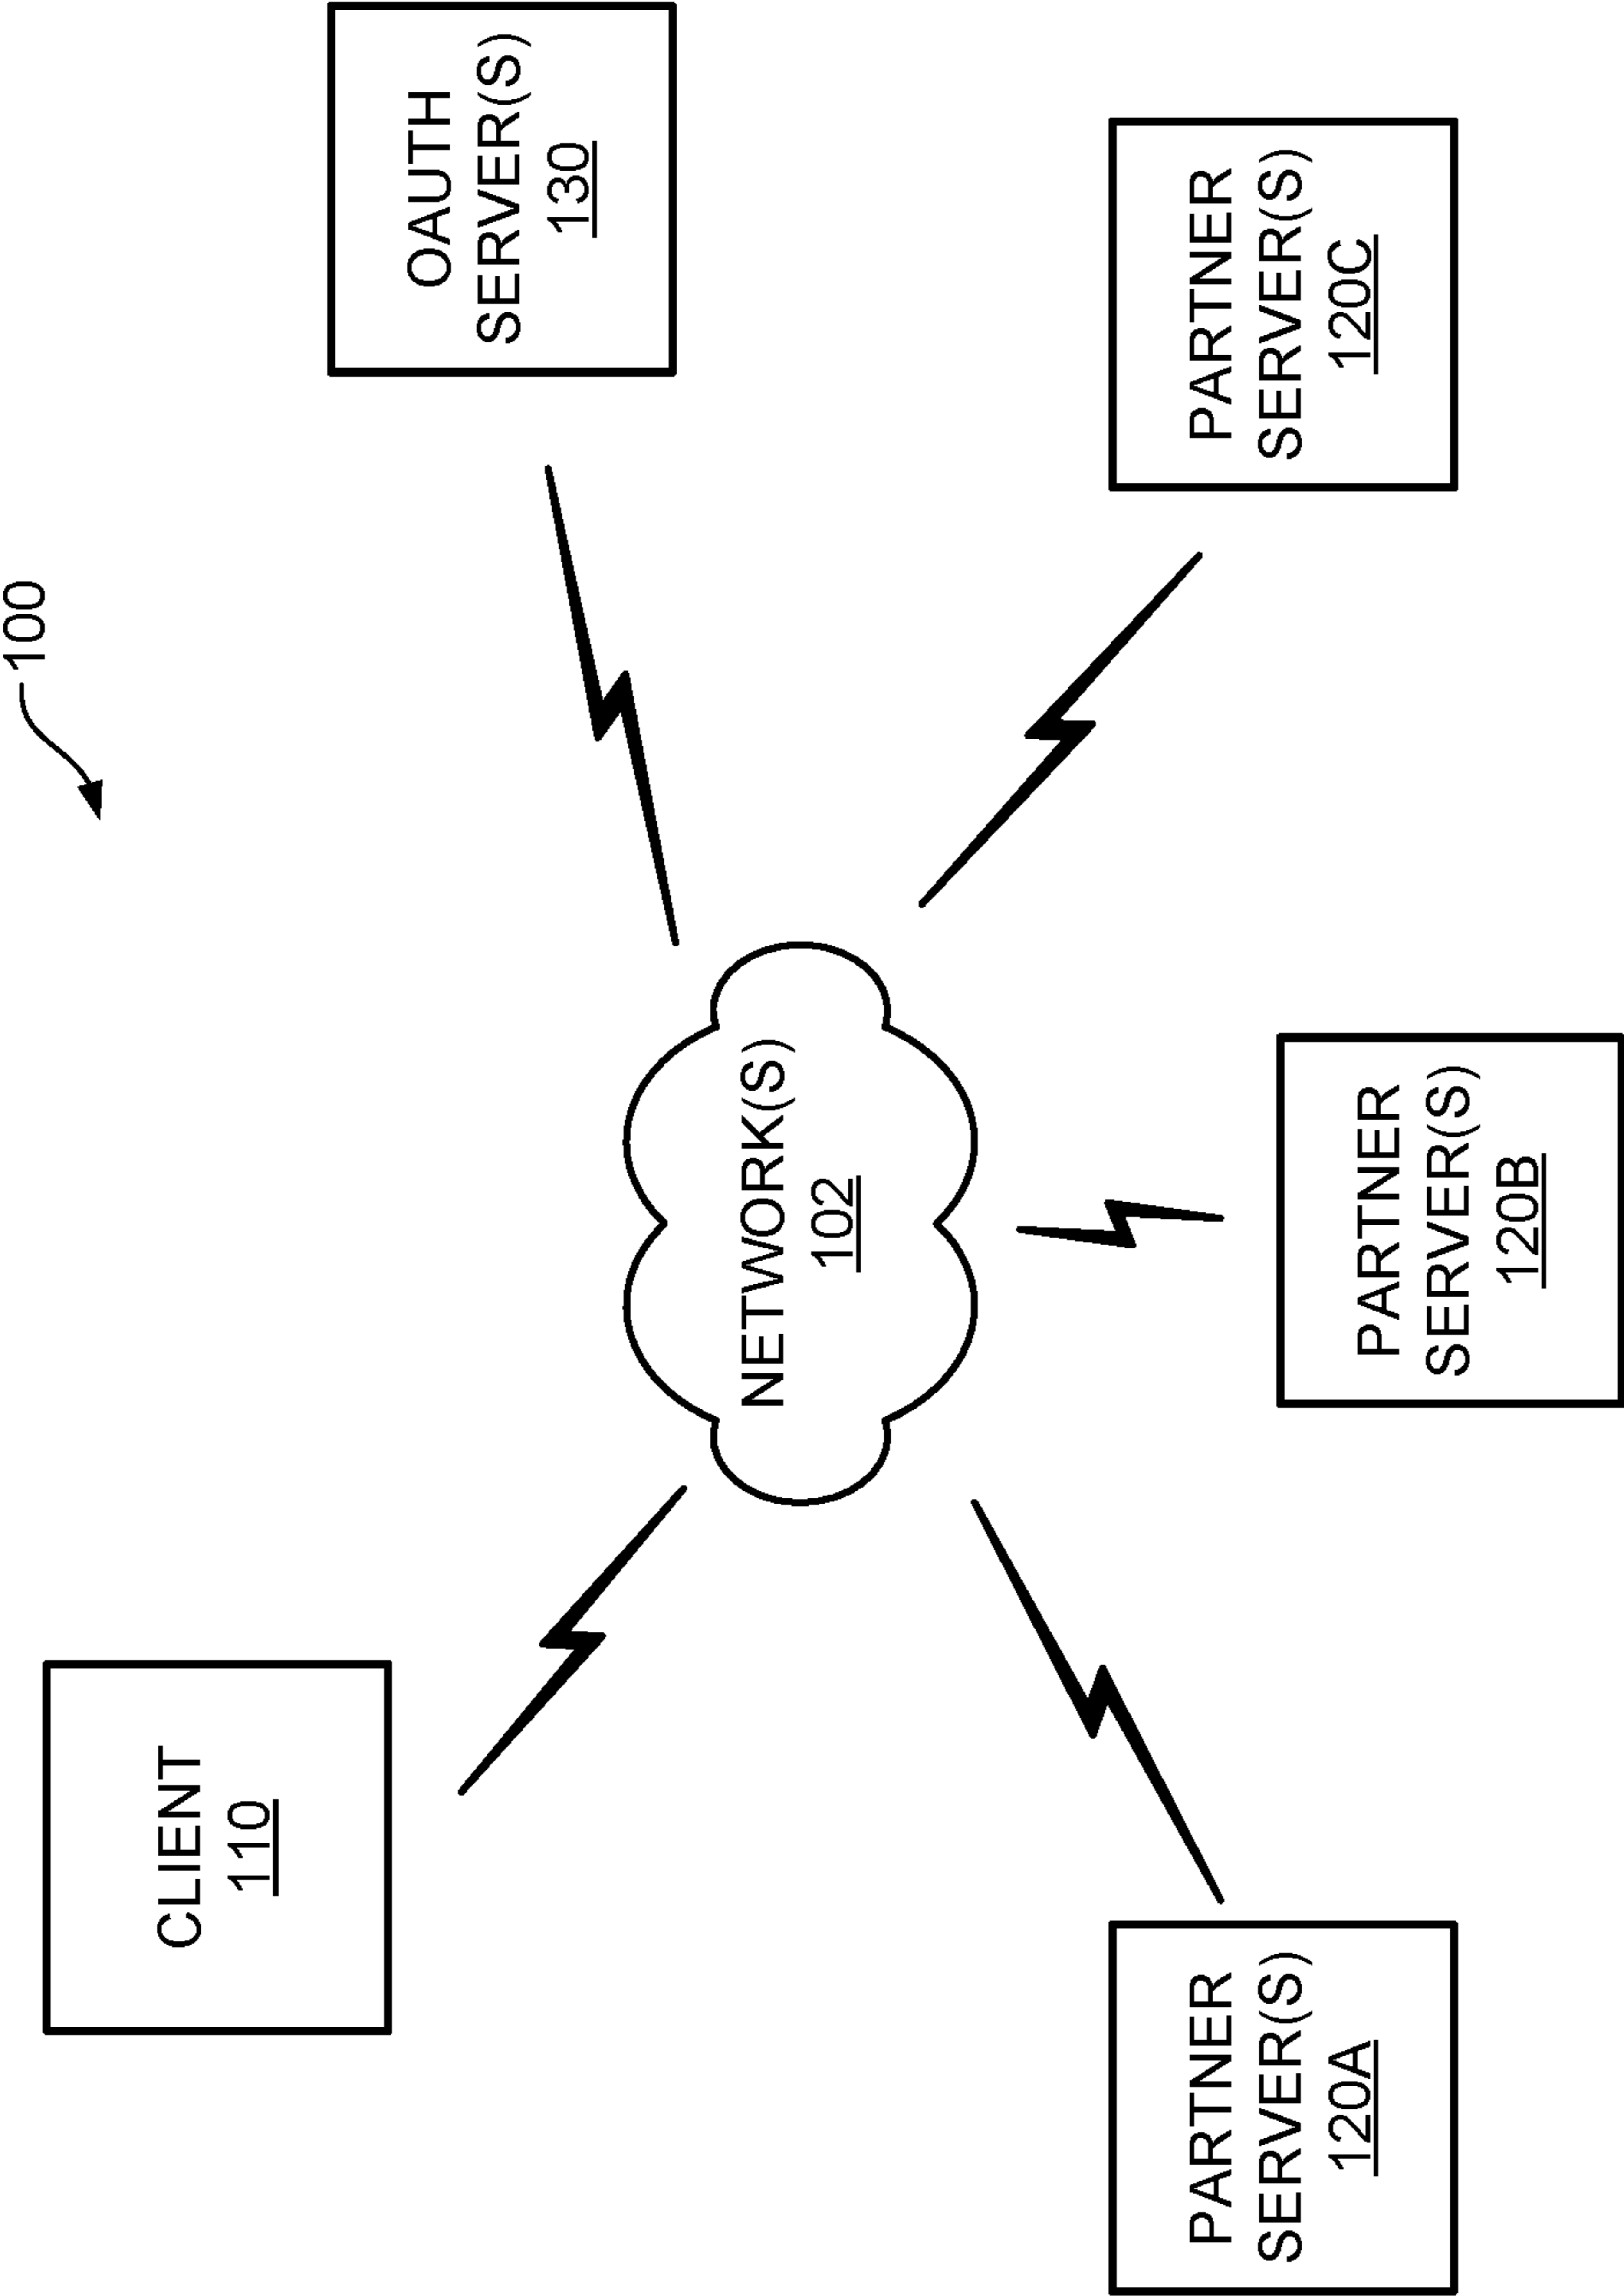 100
CLIENT
110
OAUTH
SERVER(S)
130
NETWORK(S)
102
PARTNER
SERVER(S)
120A
PARTNER
SERVER(S)
120B
PARTNER
SERVER(S)
120C